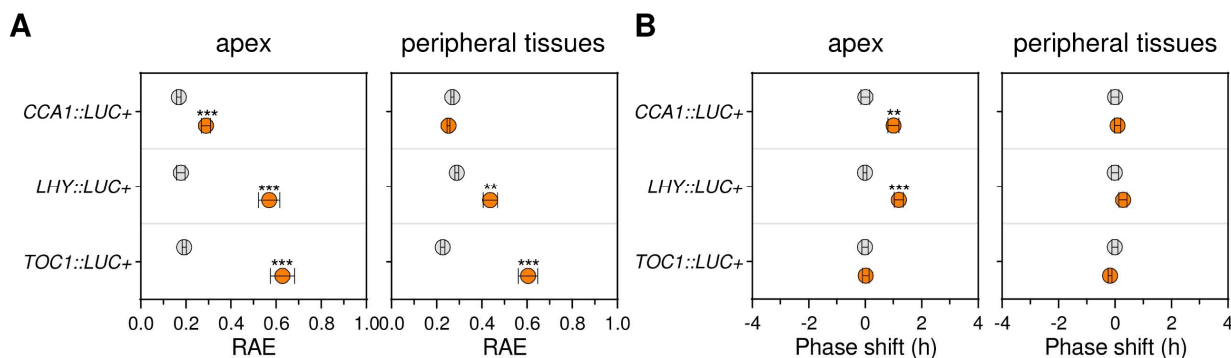 A
apex
peripheral tissues
B
apex
peripheral tissues
CCA1::LUC+
***
CCA1::LUC+
**
LHY::LUC+
***
**
LHY::LUC+
***
TOC1::LUC+
***
***
TOC1::LUC+
0.0 0.2 0.4 0.6 0.8 1.0
0.0 0.2 0.4 0.6 0.8 1.0
-4 -2 0 2 4
-4 -2 0 2 4
RAE
RAE
Phase shift (h)
Phase shift (h)